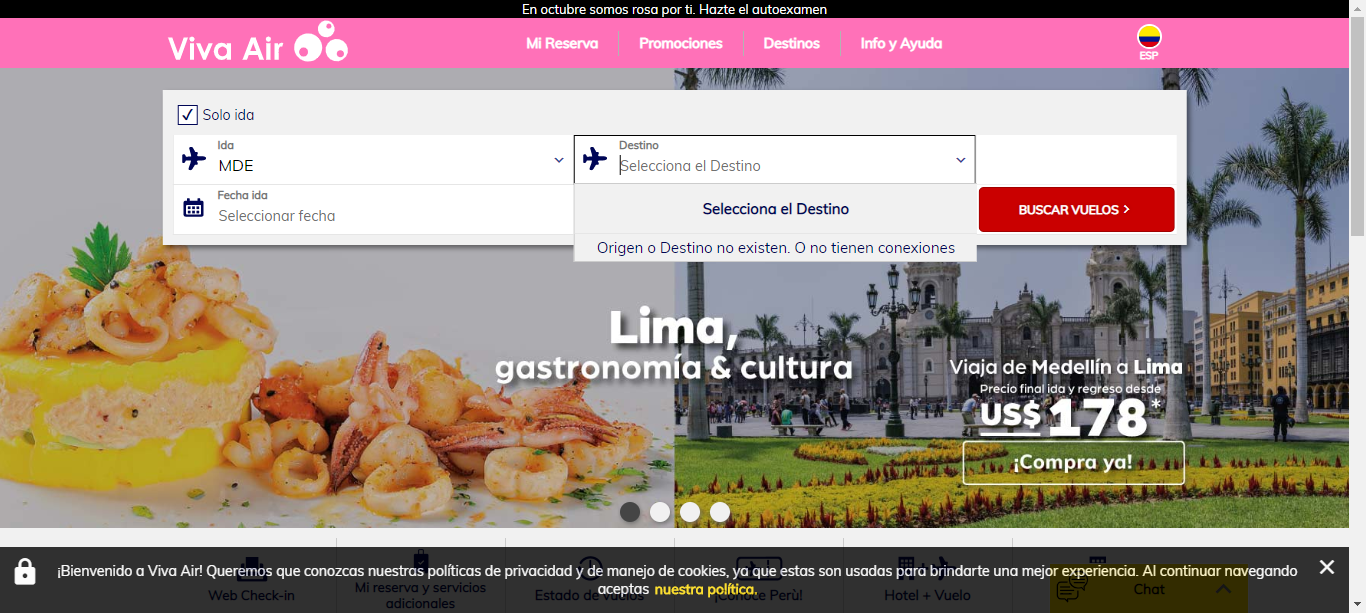 En octubre somos rosa por ti. Hazte el autoexamen
Viva Air
Mi Reserva
Promociones
Destinos
Info y Ayuda
ESP
Solo ida
Ida
MDE
Destino
Selecciona el Destino
Fecha ida
Seleccionar fecha
Selecciona el Destino
BUSCAR VUELOS >
Origen o Destino no existen. O no tienen conexiones
Lima,
gastronomía & cultura
Viaja de Medellín a Lima
Precio final ida y regreso desde
US$ 178*
¡Compra ya!
¡Bienvenido a Viva Air! Queremos que conozcas nuestras políticas de privacidad y de manejo de cookies, ya que estas son usadas para brindarte una mejor experiencia. Al continuar navegando
aceptas nuestra política.
Web Check-in
Mi reserva y servicios
adicionales
Estado de vuelos
¡Conoce Perù!
Hotel + Vuelo
Chat